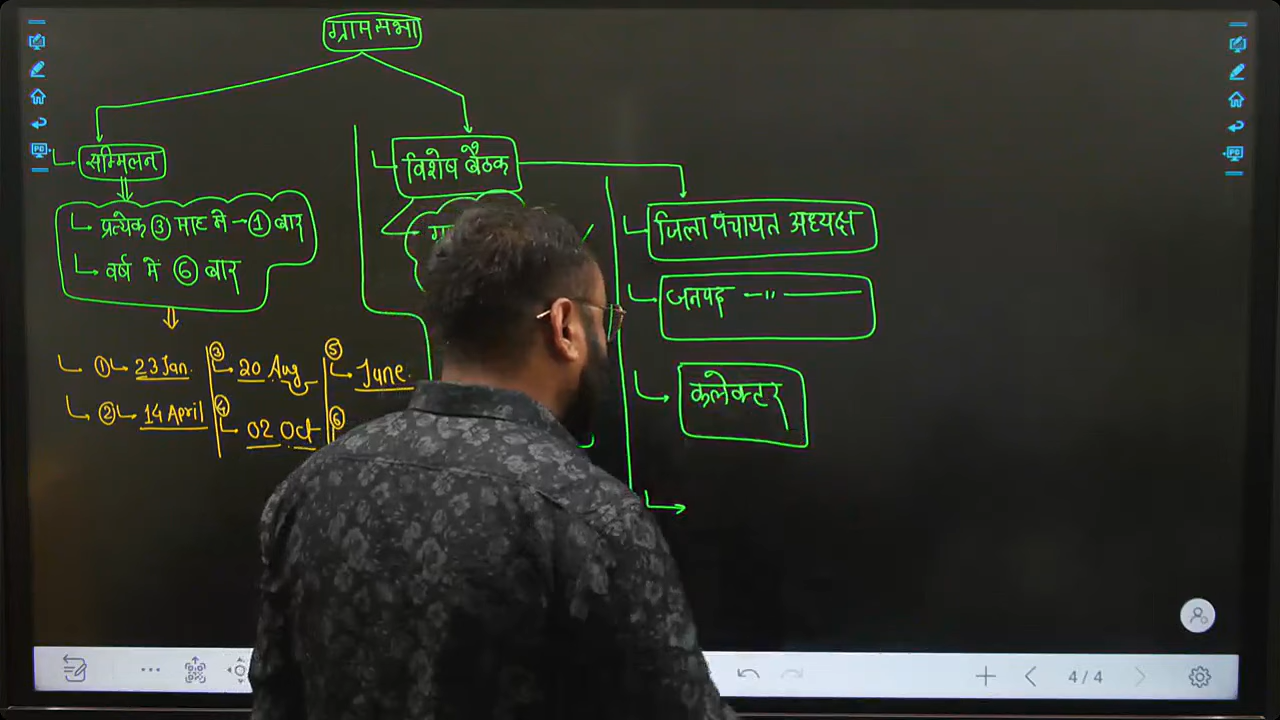 ग्राम सभा
सम्मिलन
प्रत्येक ③ माह मे → ① बार
वर्ष में ⑥ बार
① 23 Jan.
② 14 April
③ 20 Aug
④ 02 Oct
⑤ June
⑥
विशेष बैठक
जिला पंचायत अध्यक्ष
जनपद —"——
कलेक्टर
4/4